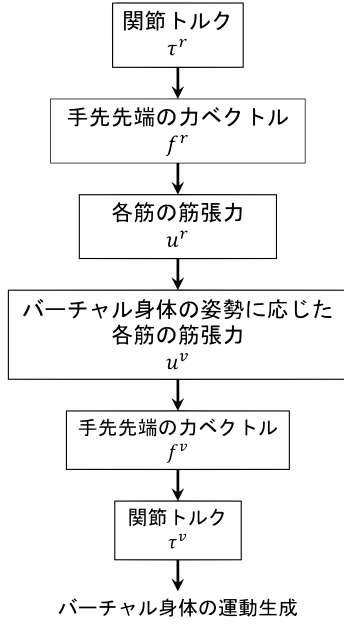 関節トルク
τ^r
手先先端の力ベクトル
f^r
各筋の筋張力
u^r
バーチャル身体の姿勢に応じた
各筋の筋張力
u^v
手先先端の力ベクトル
f^v
関節トルク
τ^v
バーチャル身体の運動生成